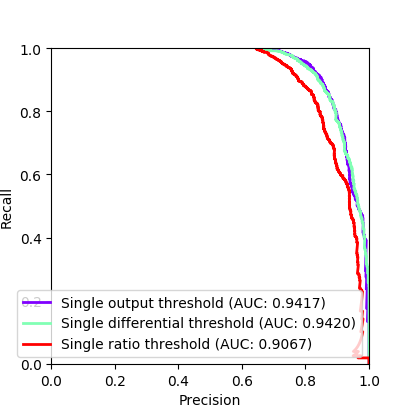 1.0
0.8
0.6
0.4
0.2
0.0
Recall
Single output threshold (AUC: 0.9417)
Single differential threshold (AUC: 0.9420)
Single ratio threshold (AUC: 0.9067)
0.0 0.2 0.4 0.6 0.8 1.0
Precision